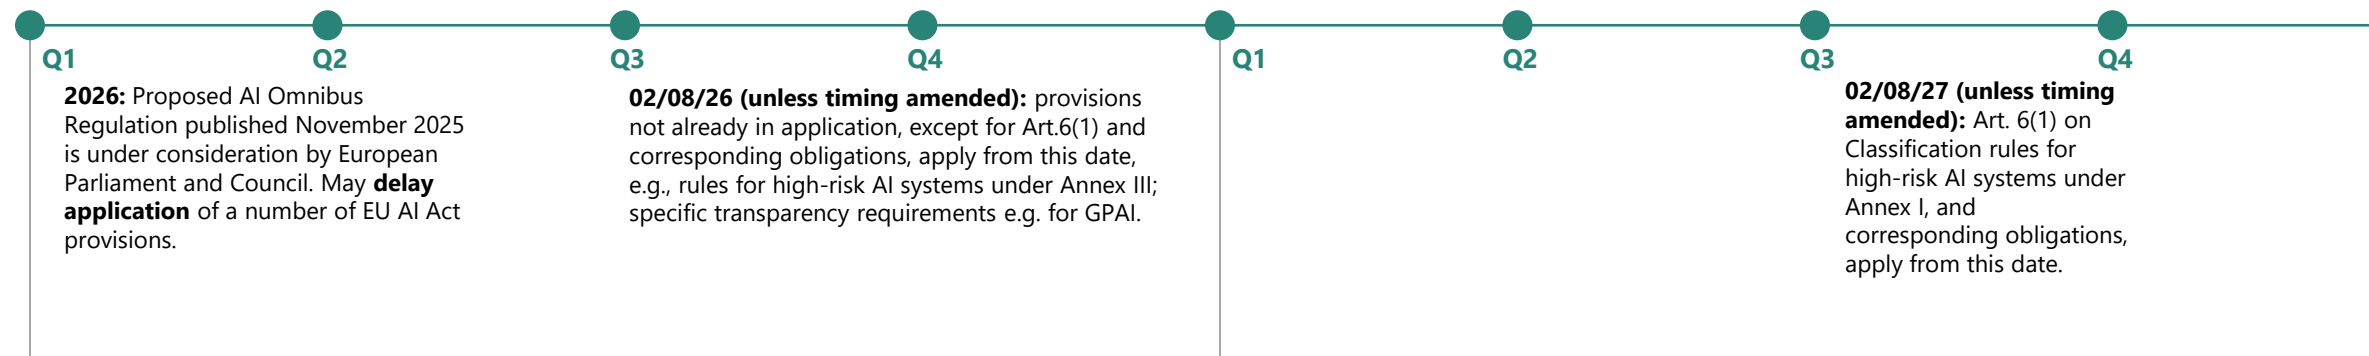 Q1
Q2
Q3
Q4
Q1
Q2
Q3
Q4
2026: Proposed AI Omnibus
Regulation published November 2025
is under consideration by European
Parliament and Council. May delay
application of a number of EU AI Act
provisions.
02/08/26 (unless timing amended): provisions
not already in application, except for Art.6(1) and
corresponding obligations, apply from this date,
e.g., rules for high-risk AI systems under Annex III;
specific transparency requirements e.g. for GPAI.
02/08/27 (unless timing
amended): Art. 6(1) on
Classification rules for
high-risk AI systems under
Annex I, and
corresponding obligations,
apply from this date.